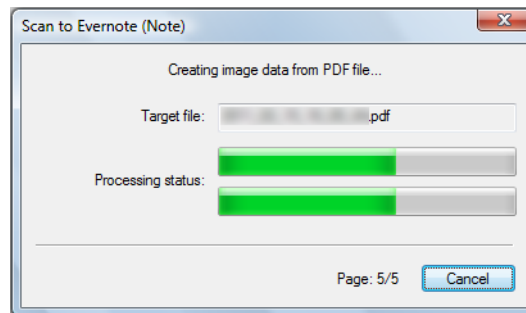 Scan to Evernote (Note)
Creating image data from PDF file...
Target file: .pdf
Processing status:
Page: 5/5 Cancel